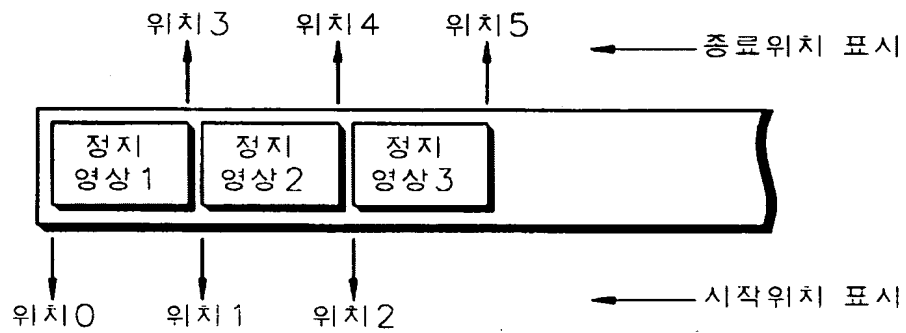 위치3 위치4 위치5
종료위치 표시
정지 정지 정지
영상1 영상2 영상3
위치0 위치1 위치2
시작위치 표시